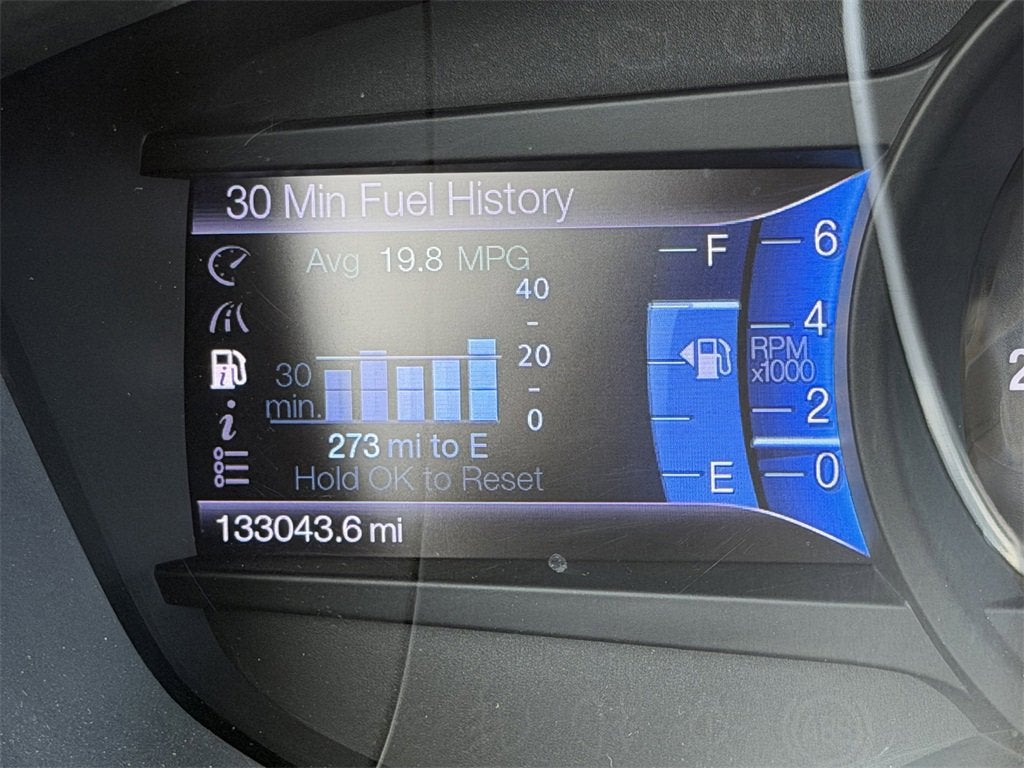 30 Min Fuel History
Avg 19.8 MPG
40
20
0
30
min.
273 mi to E
Hold OK to Reset
133043.6 mi
F
E
6
4
RPM
x1000
2
0
2